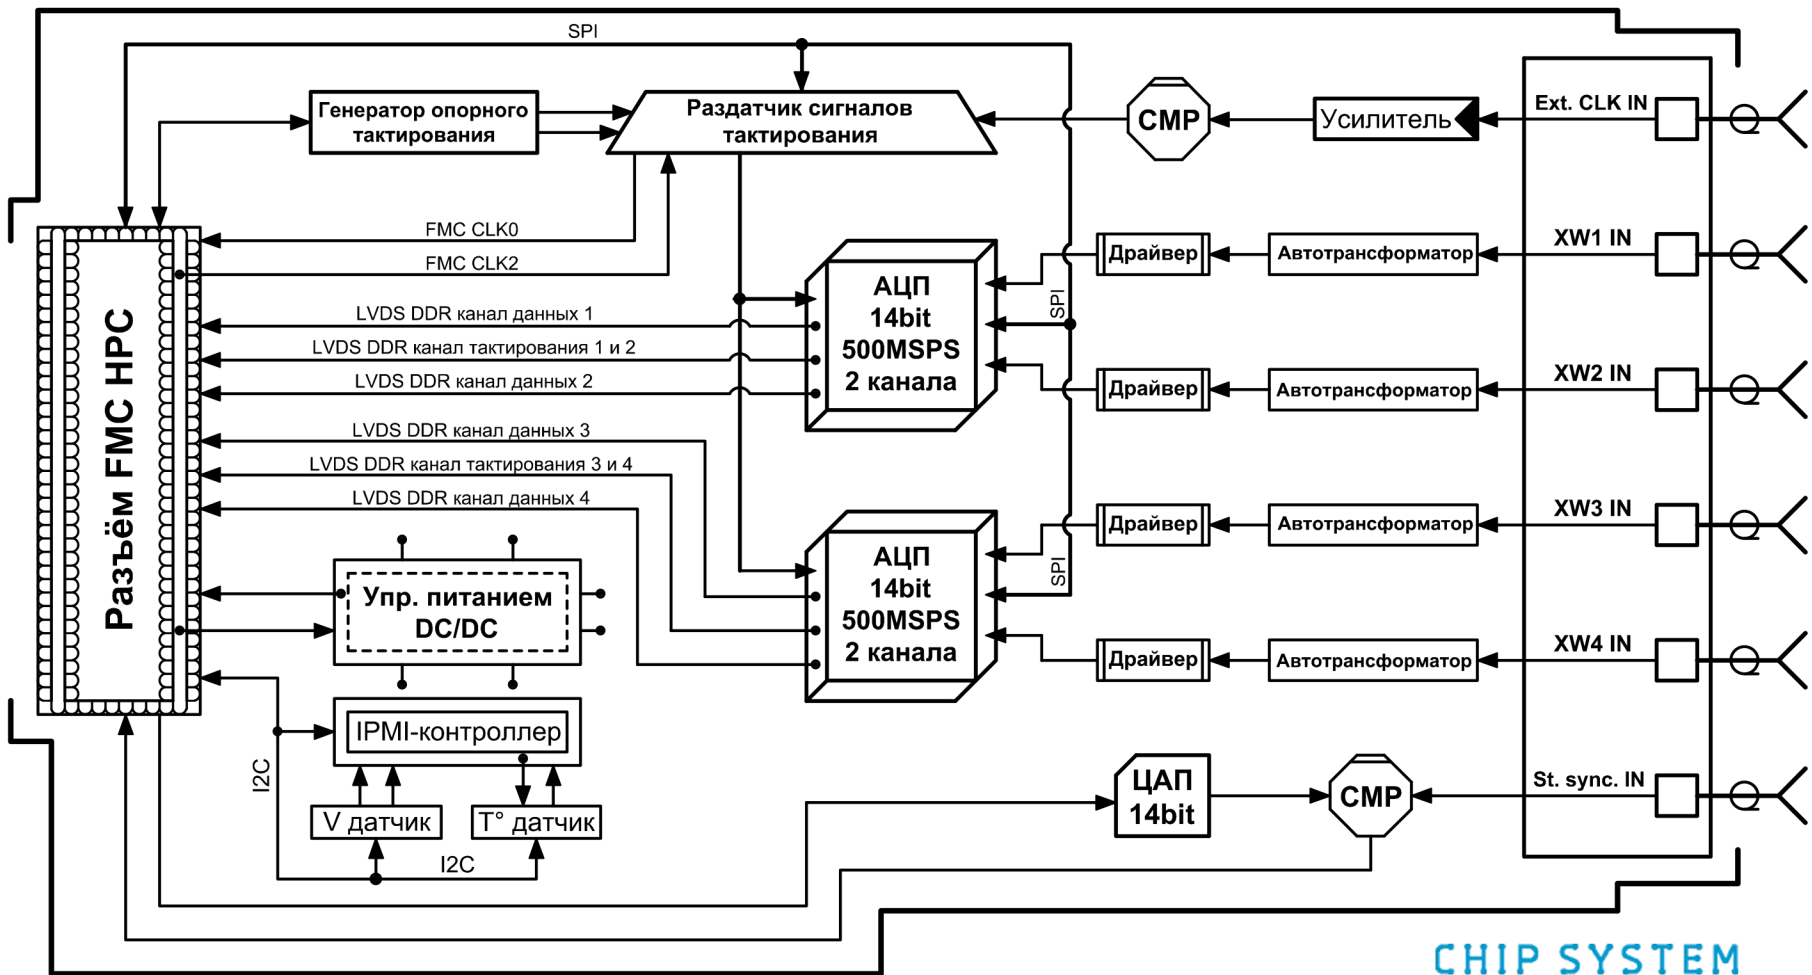 SPI
Генератор опорного
тактирования
Раздатчик сигналов
тактирования
CMP
Усилитель
Ext. CLK IN
FMC CLK0
FMC CLK2
Разъём FMC HPC
LVDS DDR канал данных 1
LVDS DDR канал тактирования 1 и 2
LVDS DDR канал данных 2
АЦП
14bit
500MSPS
2 канала
SPI
Драйвер
Автотрансформатор
XW1 IN
Драйвер
Автотрансформатор
XW2 IN
LVDS DDR канал данных 3
LVDS DDR канал тактирования 3 и 4
LVDS DDR канал данных 4
АЦП
14bit
500MSPS
2 канала
SPI
Драйвер
Автотрансформатор
XW3 IN
Драйвер
Автотрансформатор
XW4 IN
Упр. питанием
DC/DC
IPMI-контроллер
I2C
V датчик
T° датчик
I2C
ЦАП
14bit
CMP
St. sync. IN
CHIP SYSTEM